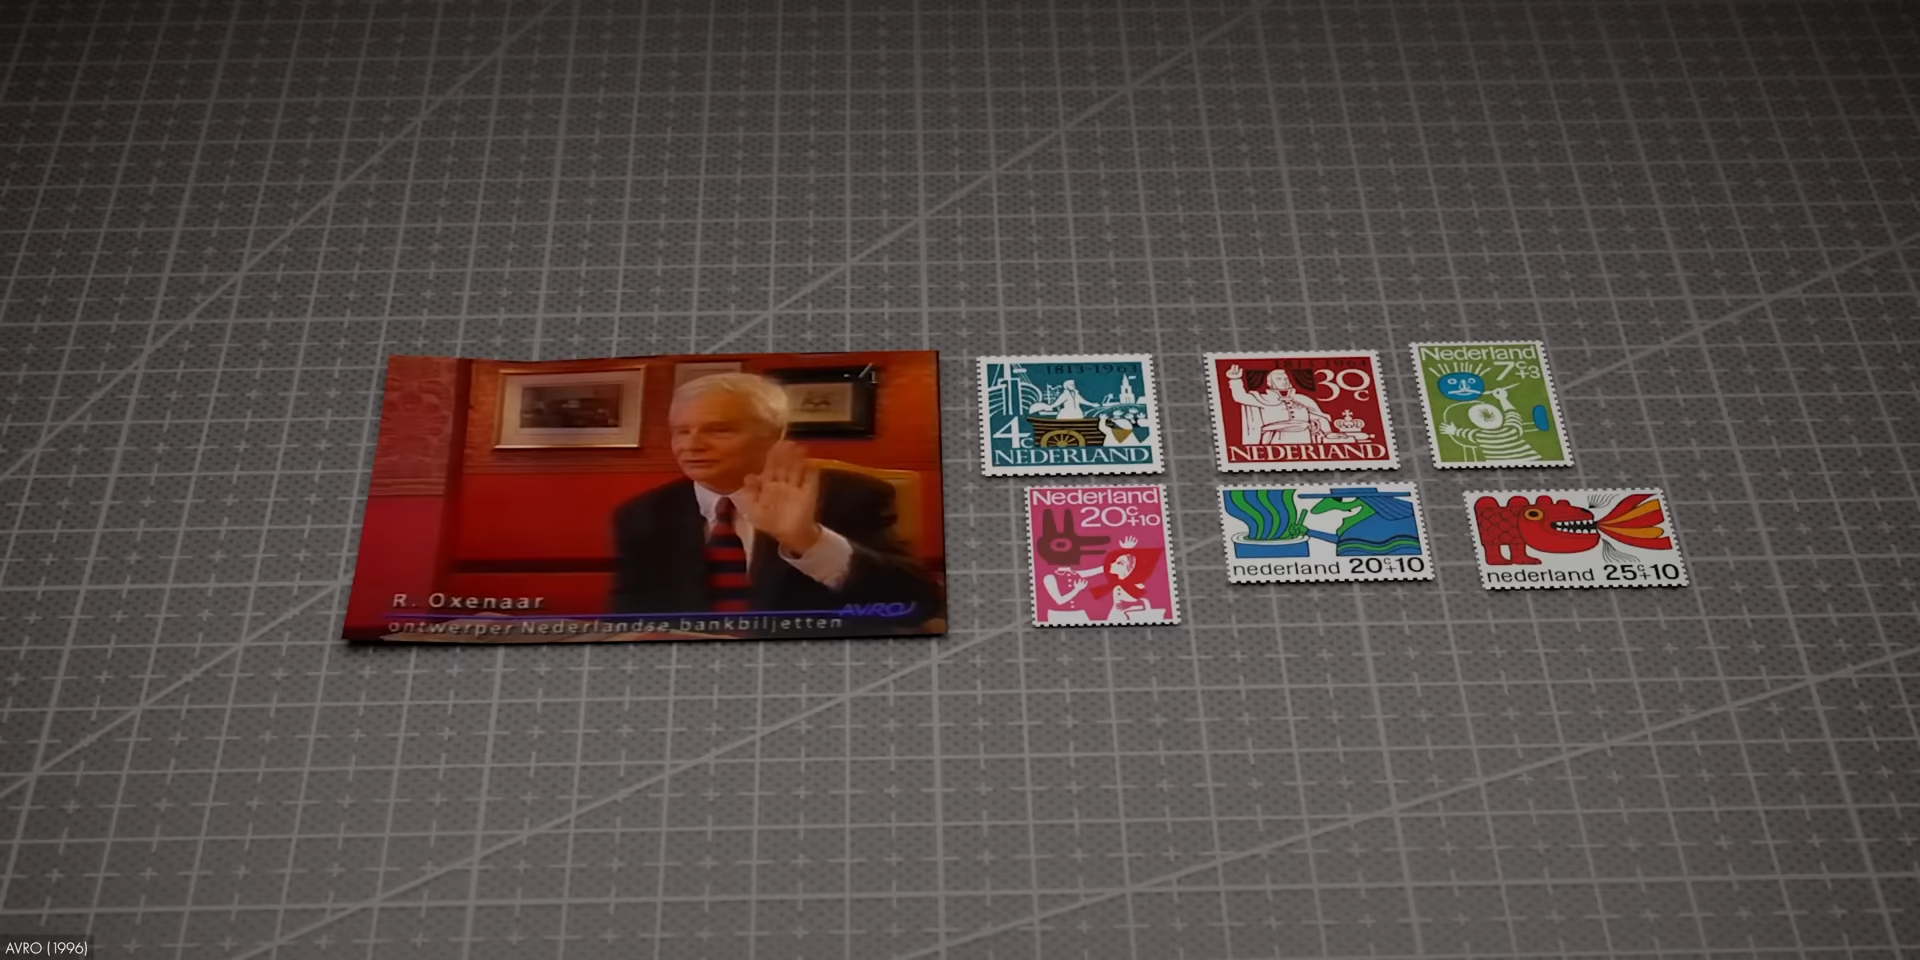 R. Oxenaar
AVRO
ontwerper Nederlandse bankbiljetten
1813-1963
4c
NEDERLAND
30c
NEDERLAND
Nederland
7c+3
Nederland
20c+10
nederland 20c+10
nederland 25c+10
AVRO (1996)